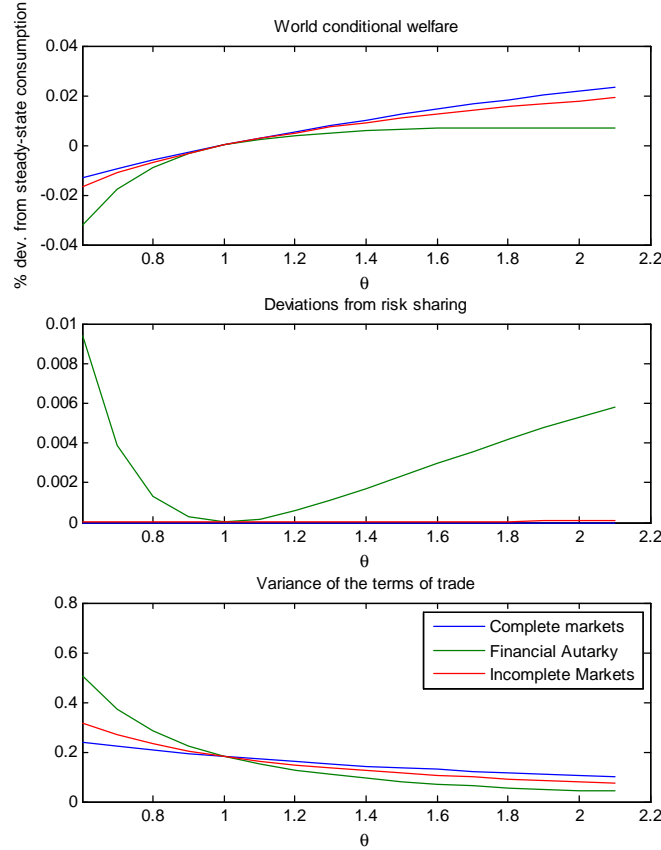 World conditional welfare
% dev. from steady-state consumption
0.04
0.02
0
-0.02
-0.04
0.8 1 1.2 1.4 1.6 1.8 2 2.2
θ
Deviations from risk sharing
0.01
0.008
0.006
0.004
0.002
0
0.8 1 1.2 1.4 1.6 1.8 2 2.2
θ
Variance of the terms of trade
0.8
0.6
0.4
0.2
0
Complete markets
Financial Autarky
Incomplete Markets
0.8 1 1.2 1.4 1.6 1.8 2 2.2
θ